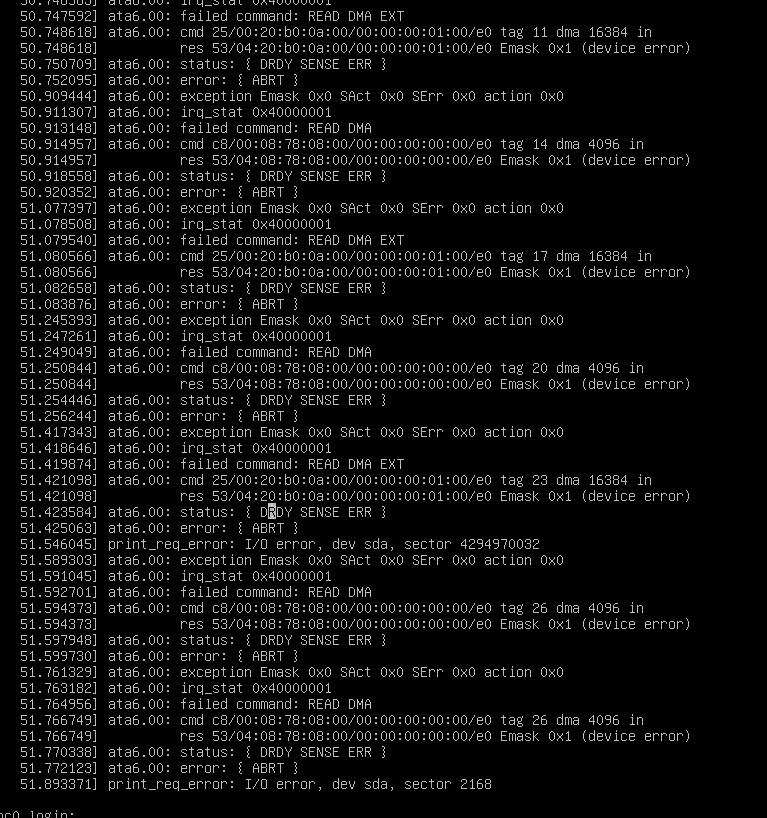 50.746583] ata6.00: irq_stat 0x40000001
50.747592] ata6.00: failed command: READ DMA EXT
50.748618] ata6.00: cmd 25/00:20:b0:0a:00/00:00:00:00:01:00/e0 tag 11 dma 16384 in
50.748618]          res 53/04:20:b0:0a:00/00:00:00:00:01:00/e0 Emask 0x1 (device error)
50.750709] ata6.00: status: { DRDY SENSE ERR }
50.752095] ata6.00: error: { ABRT }
50.909444] ata6.00: exception Emask 0x0 SAct 0x0 SErr 0x0 action 0x0
50.911307] ata6.00: irq_stat 0x40000001
50.913148] ata6.00: failed command: READ DMA
50.914957] ata6.00: cmd c8/00:08:78:08:00/00:00:00:00:00:00/e0 tag 14 dma 4096 in
50.914957]          res 53/04:08:78:08:00/00:00:00:00:00:00/e0 Emask 0x1 (device error)
50.918558] ata6.00: status: { DRDY SENSE ERR }
50.920352] ata6.00: error: { ABRT }
51.077397] ata6.00: exception Emask 0x0 SAct 0x0 SErr 0x0 action 0x0
51.078508] ata6.00: irq_stat 0x40000001
51.079540] ata6.00: failed command: READ DMA EXT
51.080566] ata6.00: cmd 25/00:20:b0:0a:00/00:00:00:00:01:00/e0 tag 17 dma 16384 in
51.080566]          res 53/04:20:b0:0a:00/00:00:00:00:01:00/e0 Emask 0x1 (device error)
51.082658] ata6.00: status: { DRDY SENSE ERR }
51.083876] ata6.00: error: { ABRT }
51.245393] ata6.00: exception Emask 0x0 SAct 0x0 SErr 0x0 action 0x0
51.247261] ata6.00: irq_stat 0x40000001
51.249049] ata6.00: failed command: READ DMA
51.250844] ata6.00: cmd c8/00:08:78:08:00/00:00:00:00:00:00/e0 tag 20 dma 4096 in
51.250844]          res 53/04:08:78:08:00/00:00:00:00:00:00/e0 Emask 0x1 (device error)
51.254446] ata6.00: status: { DRDY SENSE ERR }
51.256244] ata6.00: error: { ABRT }
51.417343] ata6.00: exception Emask 0x0 SAct 0x0 SErr 0x0 action 0x0
51.418646] ata6.00: irq_stat 0x40000001
51.419874] ata6.00: failed command: READ DMA EXT
51.421098] ata6.00: cmd 25/00:20:b0:0a:00/00:00:00:00:01:00/e0 tag 23 dma 16384 in
51.421098]          res 53/04:20:b0:0a:00/00:00:00:00:01:00/e0 Emask 0x1 (device error)
51.423584] ata6.00: status: { DRDY SENSE ERR }
51.425063] ata6.00: error: { ABRT }
51.546045] print_req_error: I/O error, dev sda, sector 4294970032
51.589303] ata6.00: exception Emask 0x0 SAct 0x0 SErr 0x0 action 0x0
51.591045] ata6.00: irq_stat 0x40000001
51.592701] ata6.00: failed command: READ DMA
51.594373] ata6.00: cmd c8/00:08:78:08:00/00:00:00:00:00:00/e0 tag 26 dma 4096 in
51.594373]          res 53/04:08:78:08:00/00:00:00:00:00:00/e0 Emask 0x1 (device error)
51.597948] ata6.00: status: { DRDY SENSE ERR }
51.599730] ata6.00: error: { ABRT }
51.761329] ata6.00: exception Emask 0x0 SAct 0x0 SErr 0x0 action 0x0
51.763182] ata6.00: irq_stat 0x40000001
51.764956] ata6.00: failed command: READ DMA
51.766749] ata6.00: cmd c8/00:08:78:08:00/00:00:00:00:00:00/e0 tag 26 dma 4096 in
51.766749]          res 53/04:08:78:08:00/00:00:00:00:00:00/e0 Emask 0x1 (device error)
51.770338] ata6.00: status: { DRDY SENSE ERR }
51.772123] ata6.00: error: { ABRT }
51.893371] print_req_error: I/O error, dev sda, sector 2168
login: